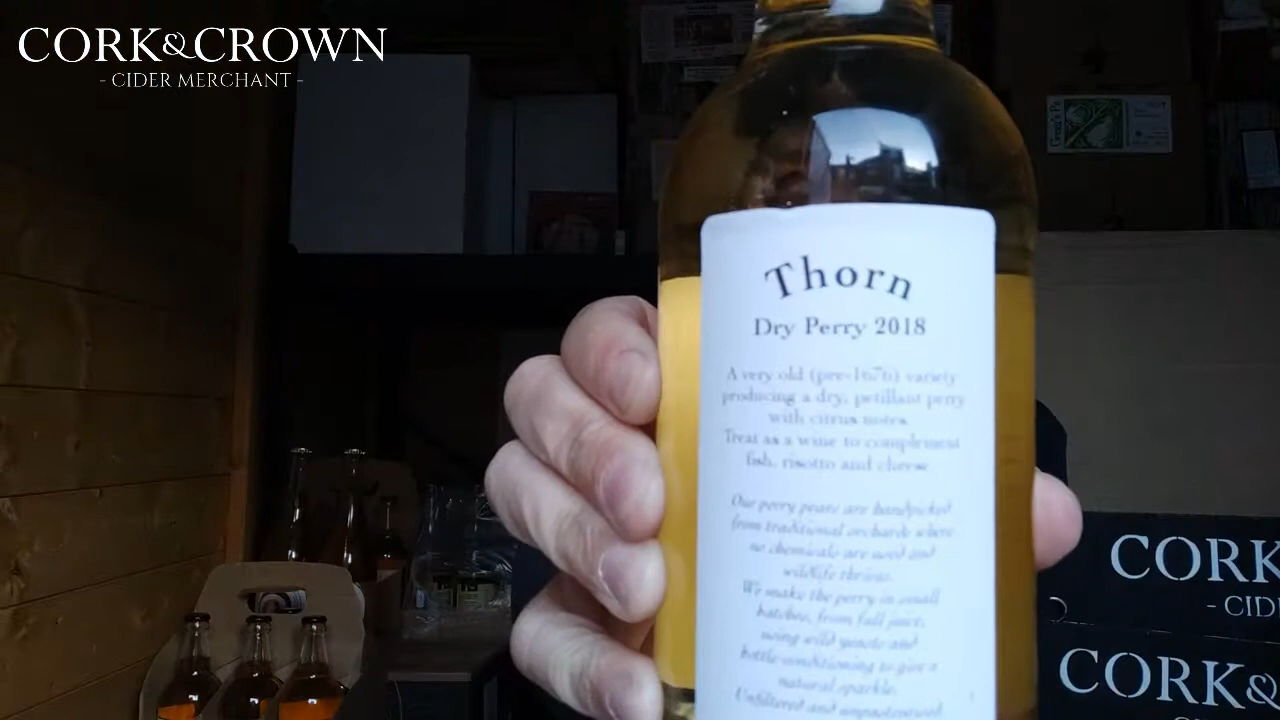 CORK&CROWN
- CIDER MERCHANT -
Thorn
Dry Perry 2018
A very old (pre-1676) variety
producing a dry, petillant perry
with citrus notes.
Treat as a wine to complement
fish, risotto and cheese
Our perry pears are handpicked
from traditional orchards where
no chemicals are used and
wildlife thrives.
We make the perry in small
batches, from full juice,
using wild yeasts and
bottle-conditioning to give a
natural sparkle.
Unfiltered and unpasteurised
CORK
- CID
CORK&